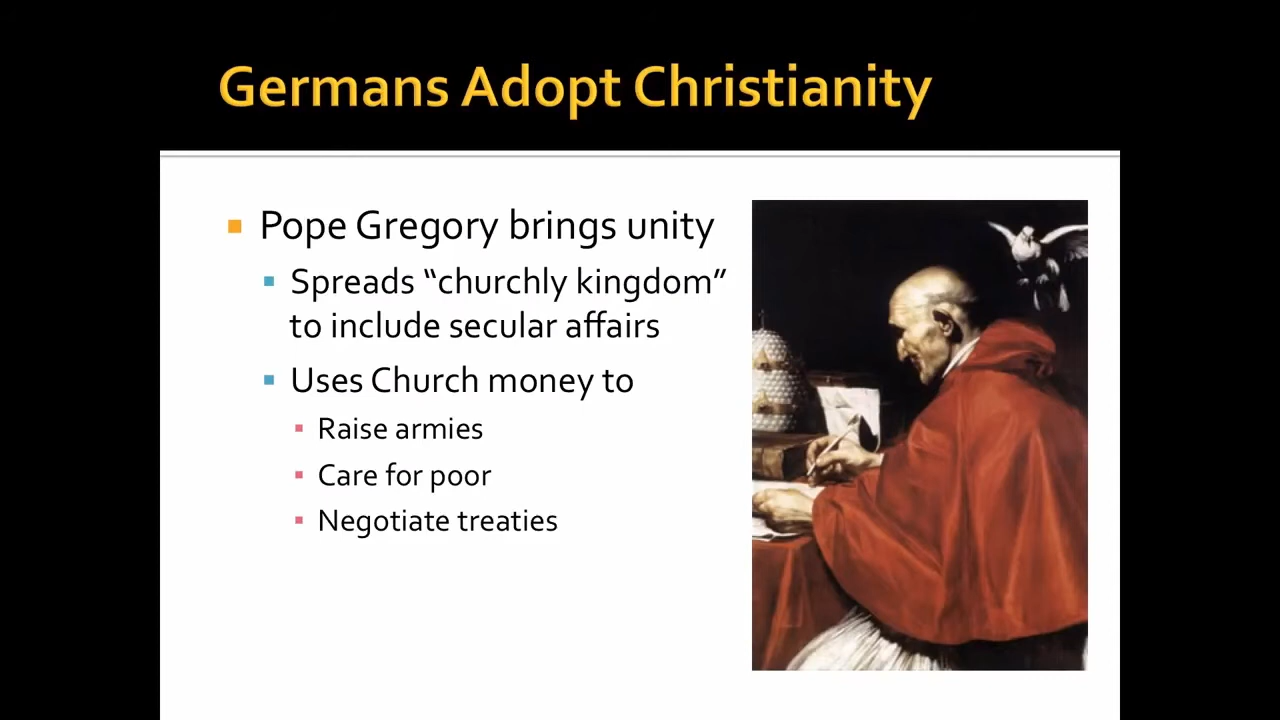 Germans Adopt Christianity
Pope Gregory brings unity
Spreads “churchly kingdom”
to include secular affairs
Uses Church money to
Raise armies
Care for poor
Negotiate treaties